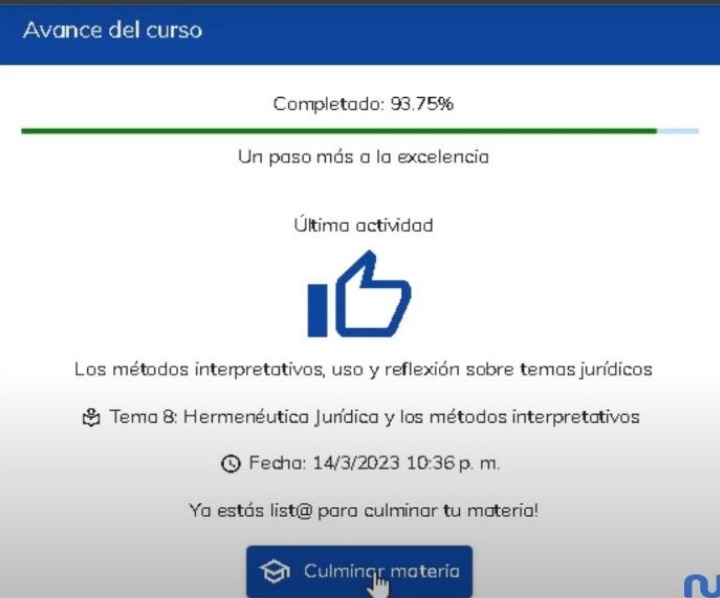 Avance del curso
Completado: 93.75%
Un paso más a la excelencia
Última actividad
Los métodos interpretativos, uso y reflexión sobre temas jurídicos
Tema 8: Hermenéutica Jurídica y los métodos interpretativos
Fecha: 14/3/2023 10:36 p. m.
Ya estás list@ para culminar tu materia!
Culminar materia